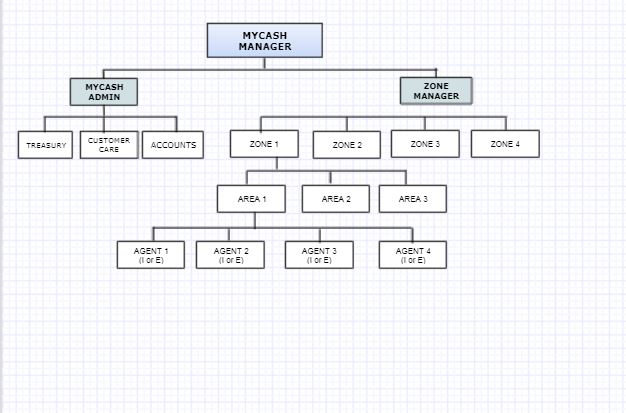 MYCASH
MANAGER
MYCASH
ADMIN
ZONE
MANAGER
TREASURY
CUSTOMER
CARE
ACCOUNTS
ZONE 1
ZONE 2
ZONE 3
ZONE 4
AREA 1
AREA 2
AREA 3
AGENT 1
(I or E)
AGENT 2
(I or E)
AGENT 3
(I or E)
AGENT 4
(I or E)